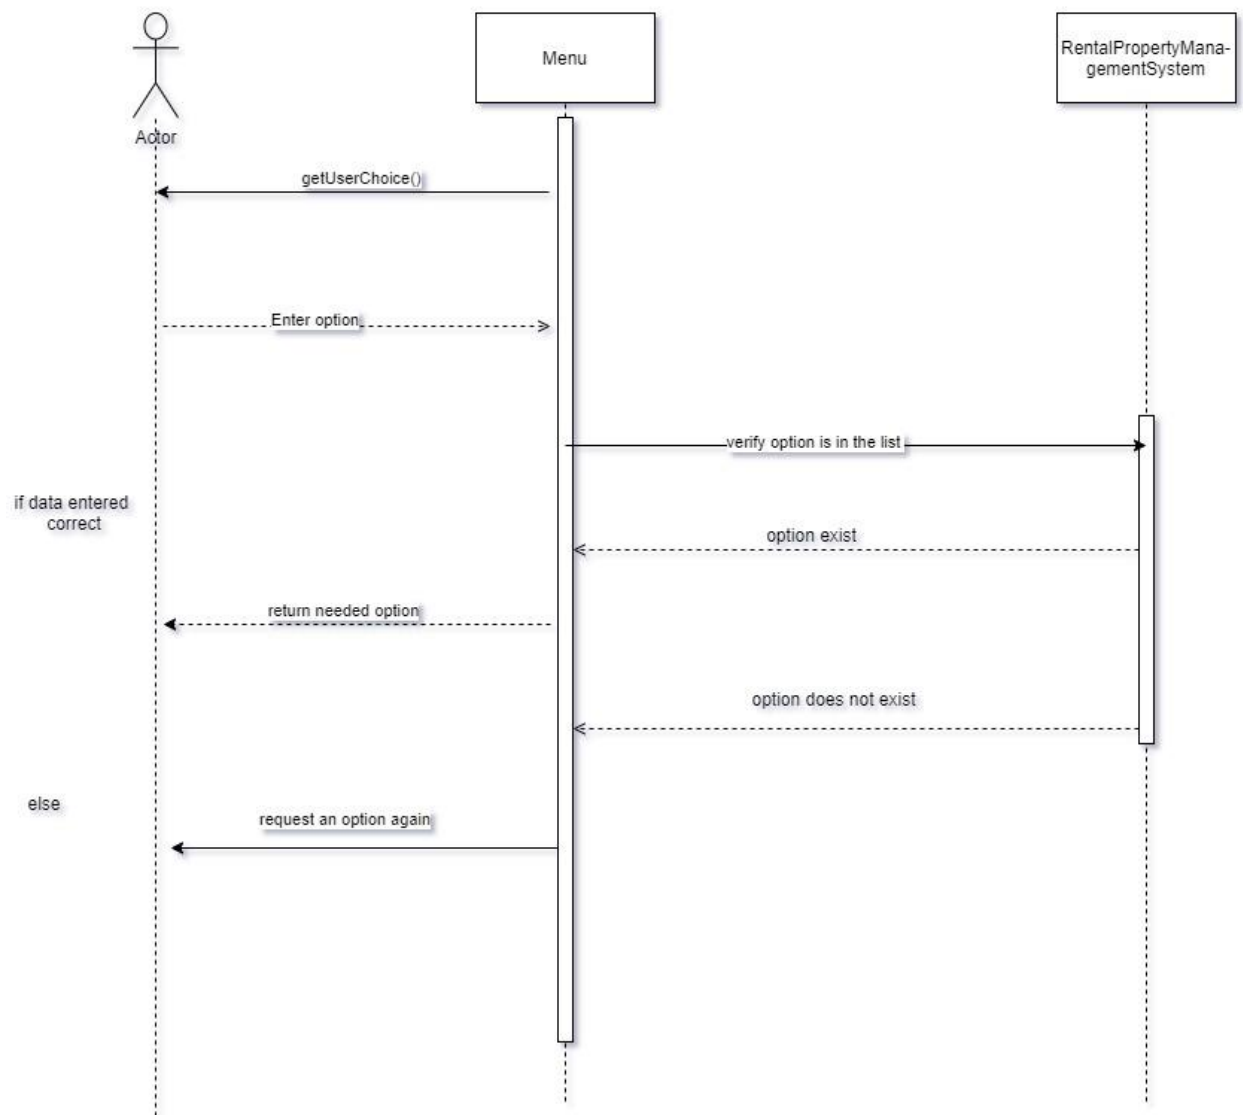 Menu
RentalPropertyMana-
gementSystem
Actor
getUserChoice()
Enter option
verify option is in the list
if data entered
correct
option exist
return needed option
option does not exist
else
request an option again